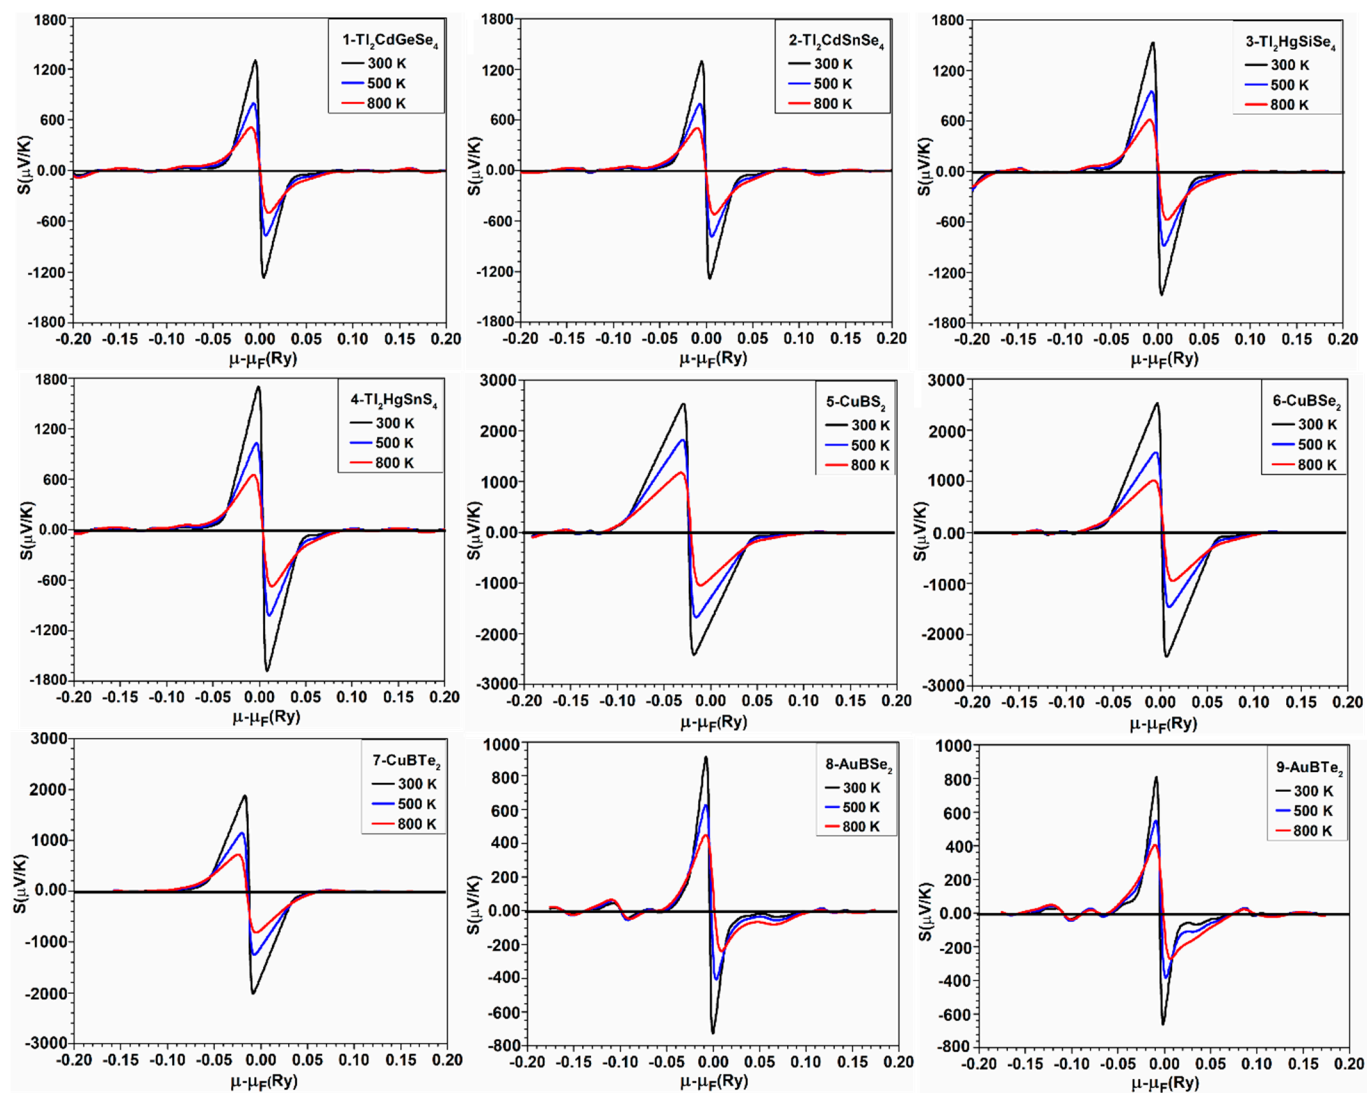 1800
1200
600
0.00
-600
-1200
-1800
S(μV/K)
1-Tl₂CdGeSe₄
300 K
500 K
800 K
-0.20 -0.15 -0.10 -0.05 0.00 0.05 0.10 0.15 0.20
μ-μF(Ry)
1800
1200
600
0.00
-600
-1200
-1800
S(μV/K)
2-Tl₂CdSnSe₄
300 K
500 K
800 K
-0.20 -0.15 -0.10 -0.05 0.00 0.05 0.10 0.15 0.20
μ-μF(Ry)
1800
1200
600
0.00
-600
-1200
-1800
S(μV/K)
3-Tl₂HgSiSe₄
300 K
500 K
800 K
-0.20 -0.15 -0.10 -0.05 0.00 0.05 0.10 0.15 0.20
μ-μF(Ry)
1800
1200
600
0.00
-600
-1200
-1800
S(μV/K)
4-Tl₂HgSnS₄
300 K
500 K
800 K
-0.20 -0.15 -0.10 -0.05 0.00 0.05 0.10 0.15 0.20
μ-μF(Ry)
3000
2000
1000
0.00
-1000
-2000
-3000
S(μV/K)
5-CuBS₂
300 K
500 K
800 K
-0.20 -0.15 -0.10 -0.05 0.00 0.05 0.10 0.15 0.20
μ-μF(Ry)
3000
2000
1000
0.00
-1000
-2000
-3000
S(μV/K)
6-CuBSe₂
300 K
500 K
800 K
-0.20 -0.15 -0.10 -0.05 0.00 0.05 0.10 0.15 0.20
μ-μF(Ry)
3000
2000
1000
0.00
-1000
-2000
-3000
S(μV/K)
7-CuBTe₂
300 K
500 K
800 K
-0.20 -0.15 -0.10 -0.05 0.00 0.05 0.10 0.15 0.20
μ-μF(Ry)
1000
800
600
400
200
0.00
-200
-400
-600
-800
S(μV/K)
8-AuBSe₂
300 K
500 K
800 K
-0.20 -0.15 -0.10 -0.05 0.00 0.05 0.10 0.15 0.20
μ-μF(Ry)
1000
800
600
400
200
0.00
-200
-400
-600
-800
S(μV/K)
9-AuBTe₂
300 K
500 K
800 K
-0.20 -0.15 -0.10 -0.05 0.00 0.05 0.10 0.15 0.20
μ-μF(Ry)